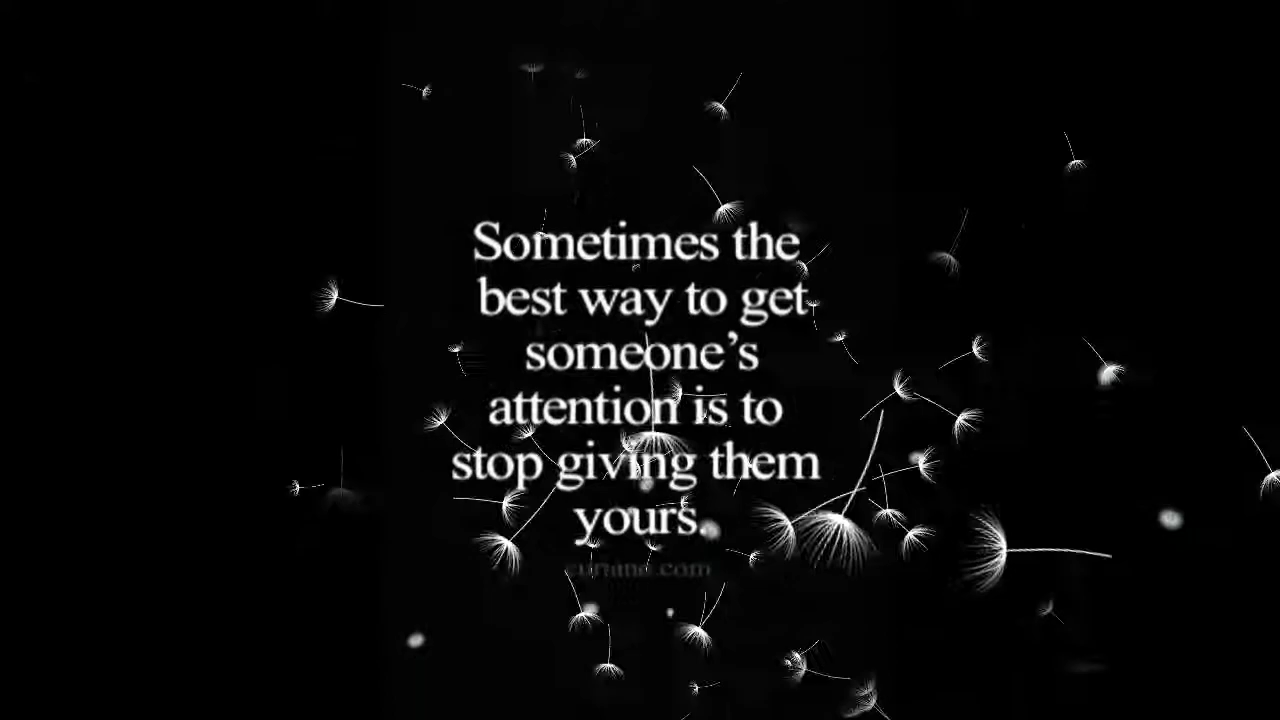 Sometimes the
best way to get
someone's
attention is to
stop giving them
yours.